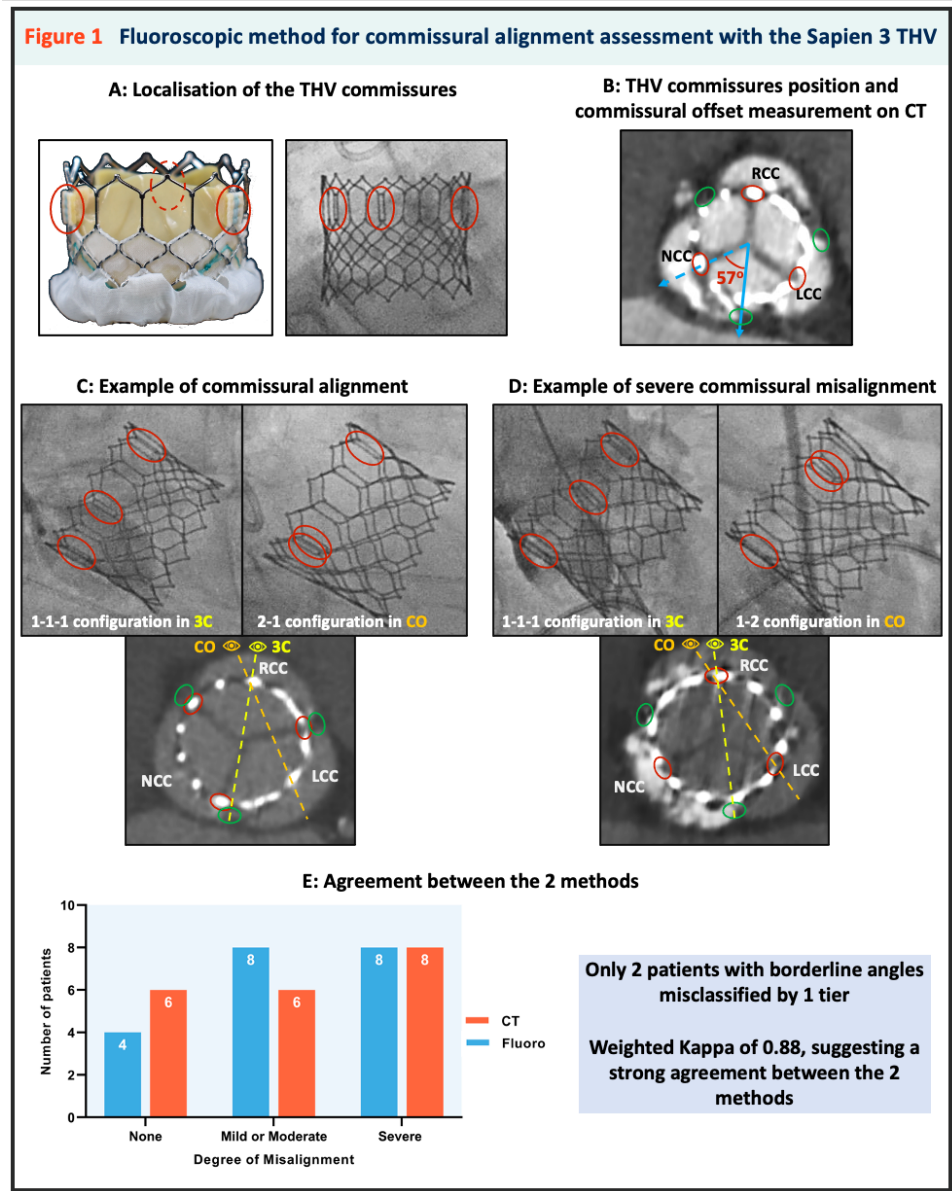 Figure 1 Fluoroscopic method for commissural alignment assessment with the Sapien 3 THV
A: Localisation of the THV commissures
B: THV commissures position and
commissural offset measurement on CT
RCC
NCC
57°
LCC
C: Example of commissural alignment
D: Example of severe commissural misalignment
1-1-1 configuration in 3C
2-1 configuration in CO
1-1-1 configuration in 3C
1-2 configuration in CO
CO 3C
RCC
NCC
LCC
CO 3C
RCC
NCC
LCC
E: Agreement between the 2 methods
Number of patients
10
8
6
4
2
0
4
6
8
6
8
8
None
Mild or Moderate
Severe
Degree of Misalignment
CT
Fluoro
Only 2 patients with borderline angles
misclassified by 1 tier
Weighted Kappa of 0.88, suggesting a
strong agreement between the 2
methods